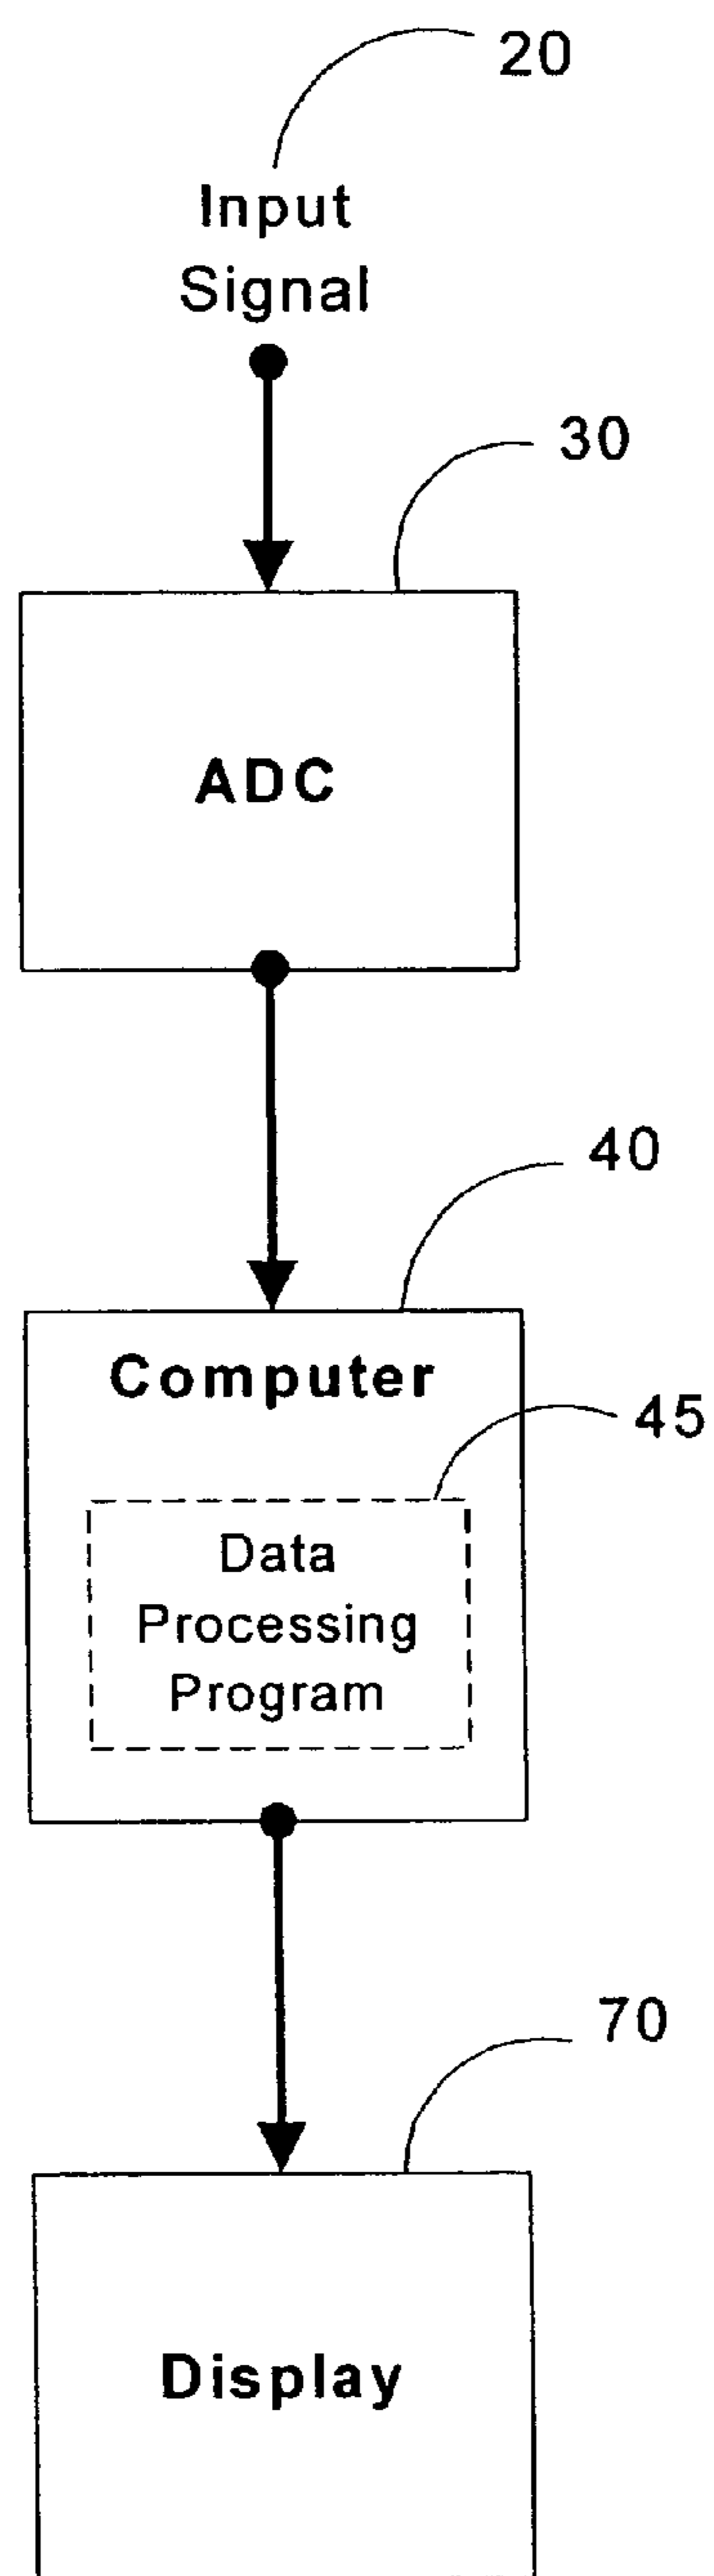 20
Input
Signal
30
ADC
40
Computer
45
Data
Processing
Program
70
Display